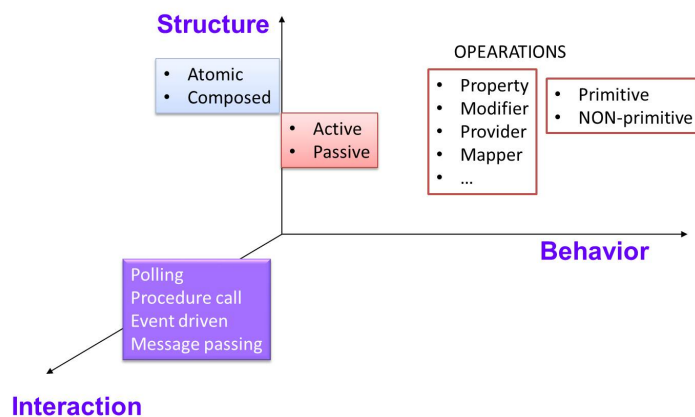 Structure
OPEARATIONS
• Atomic
• Composed
• Property
• Modifier
• Provider
• Mapper
• ...
• Primitive
• NON-primitive
• Active
• Passive
Behavior
Polling
Procedure call
Event driven
Message passing
Interaction